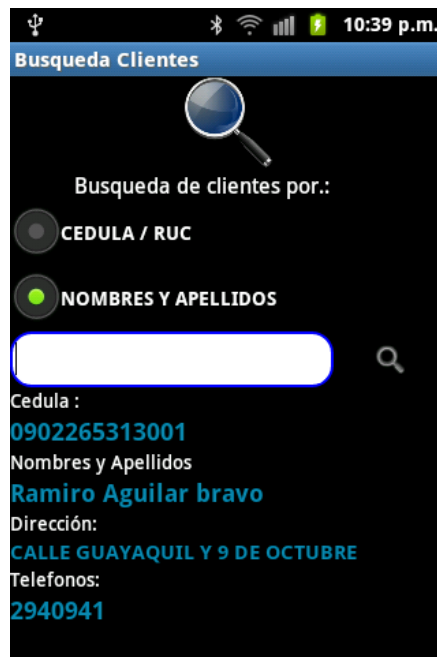 10:39 p.m.
Busqueda Clientes
Busqueda de clientes por.:
CEDULA / RUC
NOMBRES Y APELLIDOS
Cedula :
0902265313001
Nombres y Apellidos
Ramiro Aguilar bravo
Dirección:
CALLE GUAYAQUIL Y 9 DE OCTUBRE
Telefonos:
2940941